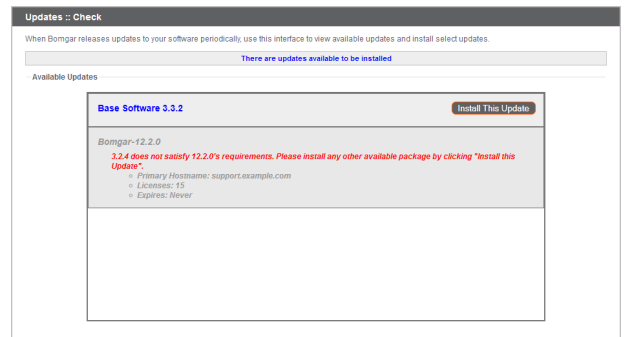 Updates :: Check
When Bomgar releases updates to your software periodically, use this interface to view available updates and install select updates.
There are updates available to be installed
Available Updates
Base Software 3.3.2
Install This Update
Bomgar-12.2.0
3.2.4 does not satisfy 12.2.0's requirements. Please install any other available package by clicking "Install this
Update".
Primary Hostname: support.example.com
Licenses: 15
Expires: Never